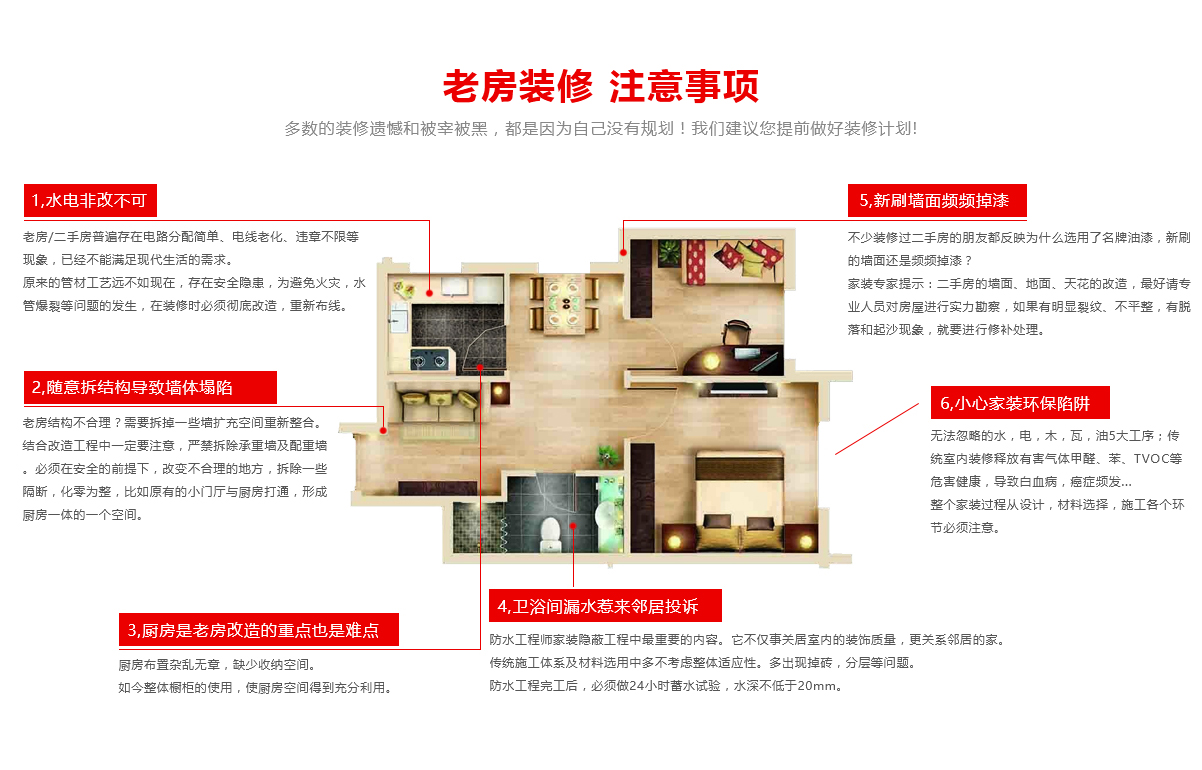 老房装修 注意事项
多数的装修遗憾和被宰被黑，都是因为自己没有规划！我们建议您提前做好装修计划!
1,水电非改不可
老房/二手房普遍存在电路分配简单、电线老化、违章不限等
现象，已经不能满足现代生活的需求。
原来的管材工艺远不如现在，存在安全隐患，为避免火灾，水
管爆裂等问题的发生，在装修时必须彻底改造，重新布线。
2,随意拆结构导致墙体塌陷
老房结构不合理？需要拆掉一些墙扩充空间重新整合。
结合改造工程中一定要注意，严禁拆除承重墙及配重墙
。必须在安全的前提下，改变不合理的地方，拆除一些
隔断，化零为整，比如原有的小门厅与厨房打通，形成
厨房一体的一个空间。
3,厨房是老房改造的重点也是难点
厨房布置杂乱无章，缺少收纳空间。
如今整体橱柜的使用，使厨房空间得到充分利用。
4,卫浴间漏水惹来邻居投诉
防水工程师家装隐蔽工程中最重要的内容。它不仅事关居室内的装饰质量，更关系邻居的家。
传统施工体系及材料选用中多不考虑整体适应性。多出现掉砖，分层等问题。
防水工程完工后，必须做24小时蓄水试验，水深不低于20mm。
5,新刷墙面频频掉漆
不少装修过二手房的朋友都反映为什么选用了名牌油漆，新刷
的墙面还是频频掉漆？
家装专家提示：二手房的墙面、地面、天花的改造，最好请专
业人员对房屋进行实力勘察，如果有明显裂纹、不平整，有脱
落和起沙现象，就要进行修补处理。
6,小心家装环保陷阱
无法忽略的水，电，木，瓦，油5大工序；传
统室内装修释放有害气体甲醛、苯、TVOC等
危害健康，导致白血病，癌症频发...
整个家装过程从设计，材料选择，施工各个环
节必须注意。